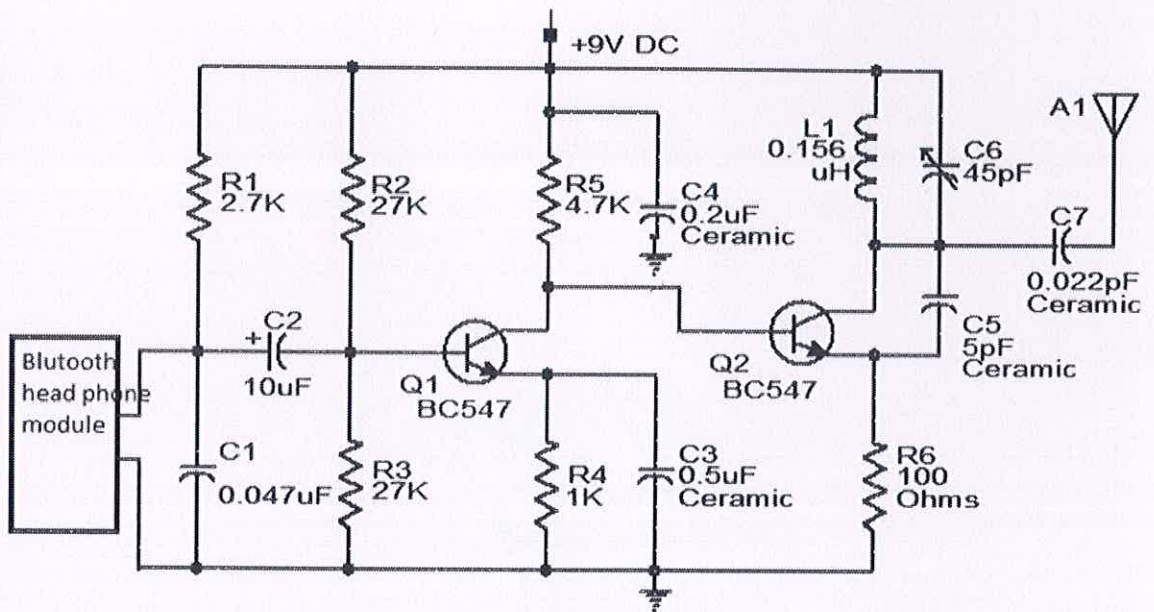 +9V DC
A1
R1
2.7K
R2
27K
R5
4.7K
C4
0.2uF
Ceramic
L1
0.156
uH
C6
45pF
C7
0.022pF
Ceramic
Blutooth
head phone
module
C2
+
10uF
Q1
BC547
Q2
BC547
C5
5pF
Ceramic
C1
0.047uF
R3
27K
R4
1K
C3
0.5uF
Ceramic
R6
100
Ohms